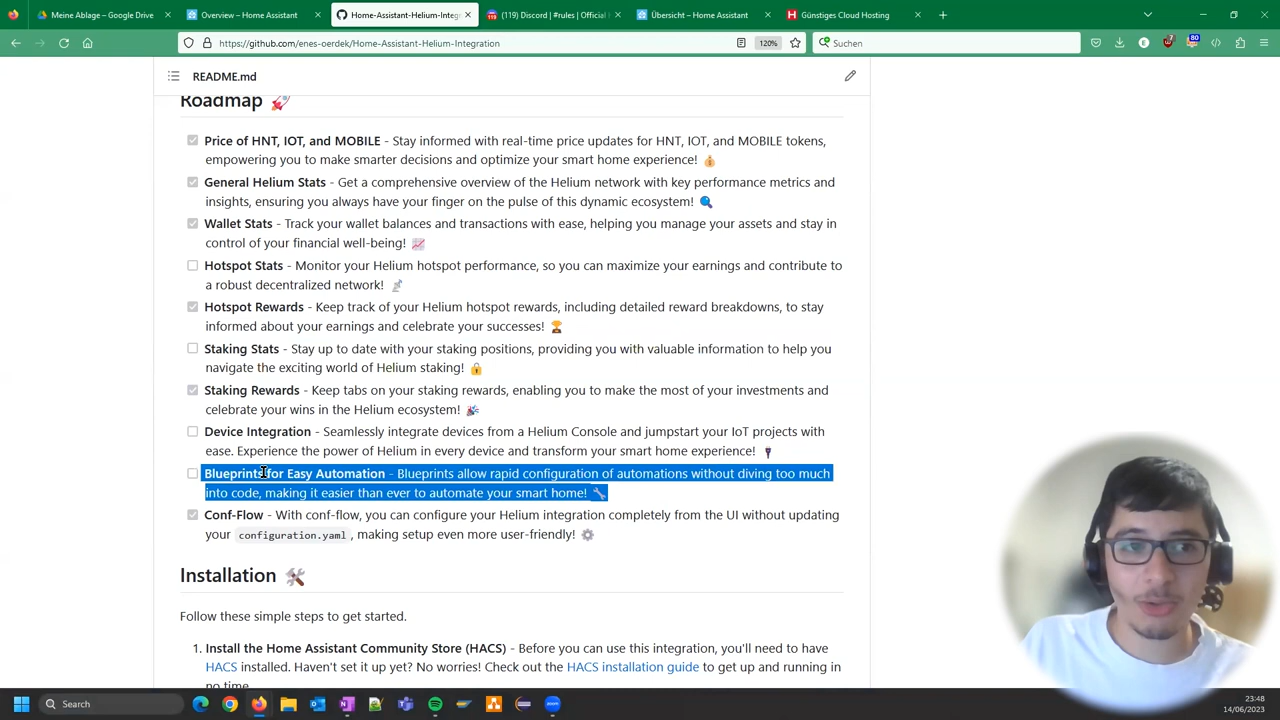 Meine Ablage – Google Drive
Overview – Home Assistant
Home-Assistant-Helium-Integ
(119) Discord | #rules | Official
Übersicht – Home Assistant
Günstiges Cloud Hosting
https://github.com/enes-oerdek/Home-Assistant-Helium-Integration
120%
Suchen
README.md
Roadmap 🚀
Price of HNT, IOT, and MOBILE - Stay informed with real-time price updates for HNT, IOT, and MOBILE tokens,
empowering you to make smarter decisions and optimize your smart home experience! 💰
General Helium Stats - Get a comprehensive overview of the Helium network with key performance metrics and
insights, ensuring you always have your finger on the pulse of this dynamic ecosystem! 🔍
Wallet Stats - Track your wallet balances and transactions with ease, helping you manage your assets and stay in
control of your financial well-being! 📈
Hotspot Stats - Monitor your Helium hotspot performance, so you can maximize your earnings and contribute to
a robust decentralized network! 📡
Hotspot Rewards - Keep track of your Helium hotspot rewards, including detailed reward breakdowns, to stay
informed about your earnings and celebrate your successes! 🏆
Staking Stats - Stay up to date with your staking positions, providing you with valuable information to help you
navigate the exciting world of Helium staking! 🔒
Staking Rewards - Keep tabs on your staking rewards, enabling you to make the most of your investments and
celebrate your wins in the Helium ecosystem! 🎉
Device Integration - Seamlessly integrate devices from a Helium Console and jumpstart your IoT projects with
ease. Experience the power of Helium in every device and transform your smart home experience! 🎙
Blueprints for Easy Automation - Blueprints allow rapid configuration of automations without diving too much
into code, making it easier than ever to automate your smart home! 🔧
Conf-Flow - With conf-flow, you can configure your Helium integration completely from the UI without updating
your configuration.yaml, making setup even more user-friendly! ⚙️
Installation 🛠️
Follow these simple steps to get started.
1. Install the Home Assistant Community Store (HACS) - Before you can use this integration, you'll need to have
HACS installed. Haven't set it up yet? No worries! Check out the HACS installation guide to get up and running in
no time.
Search
23:48
14/06/2023